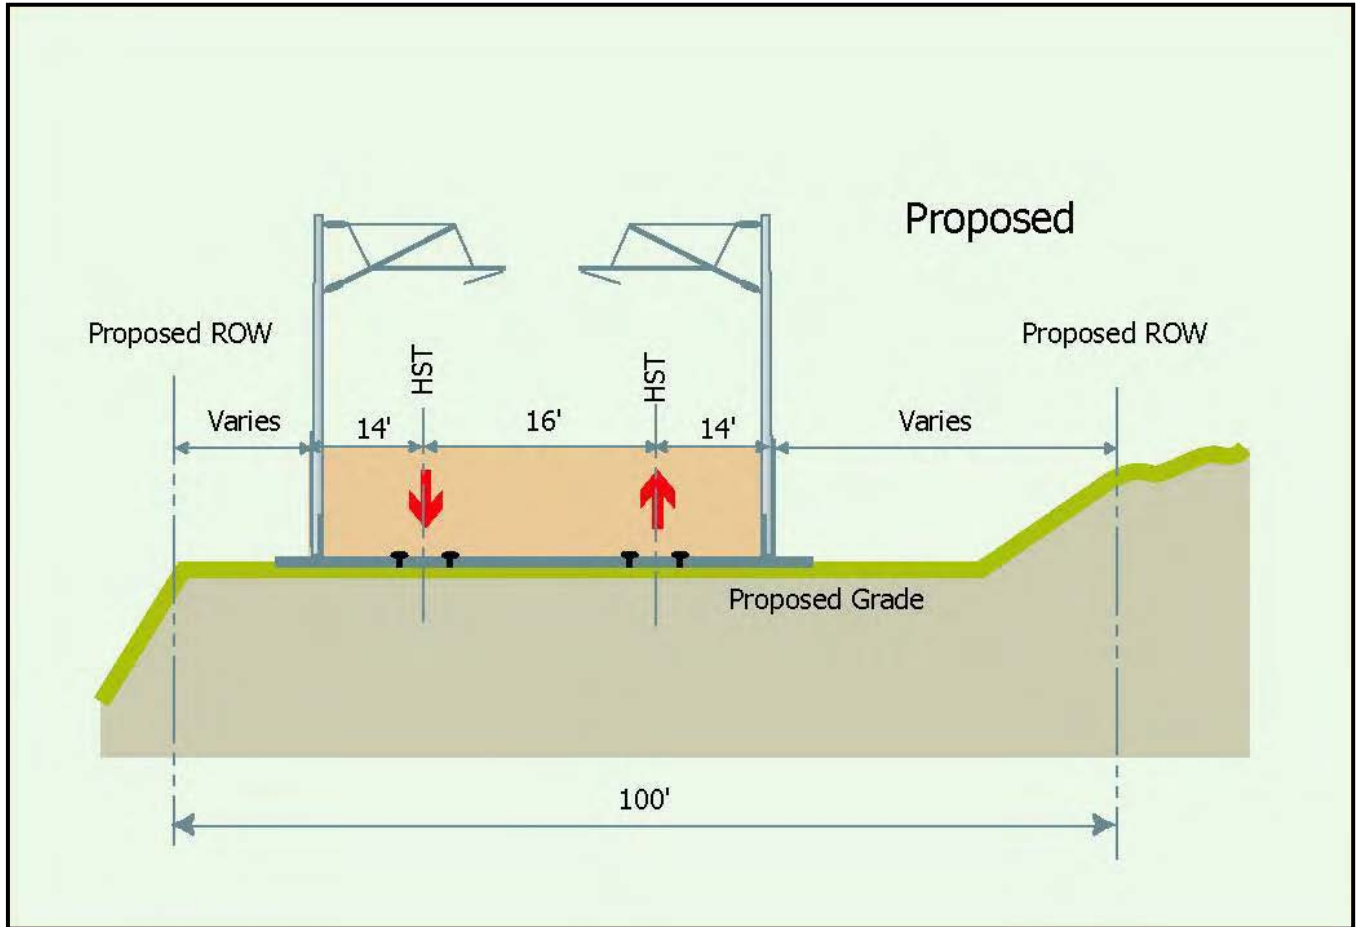 Proposed
Proposed ROW
Proposed ROW
HST
HST
Varies
14'
16'
14'
Varies
Proposed Grade
100'